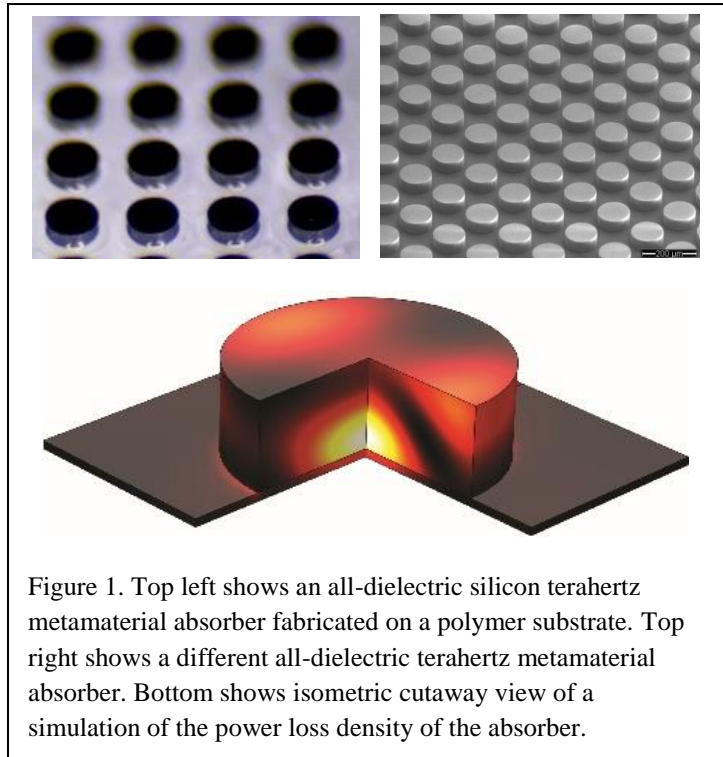 200 µm
Figure 1. Top left shows an all-dielectric silicon terahertz
metamaterial absorber fabricated on a polymer substrate. Top
right shows a different all-dielectric terahertz metamaterial
absorber. Bottom shows isometric cutaway view of a
simulation of the power loss density of the absorber.